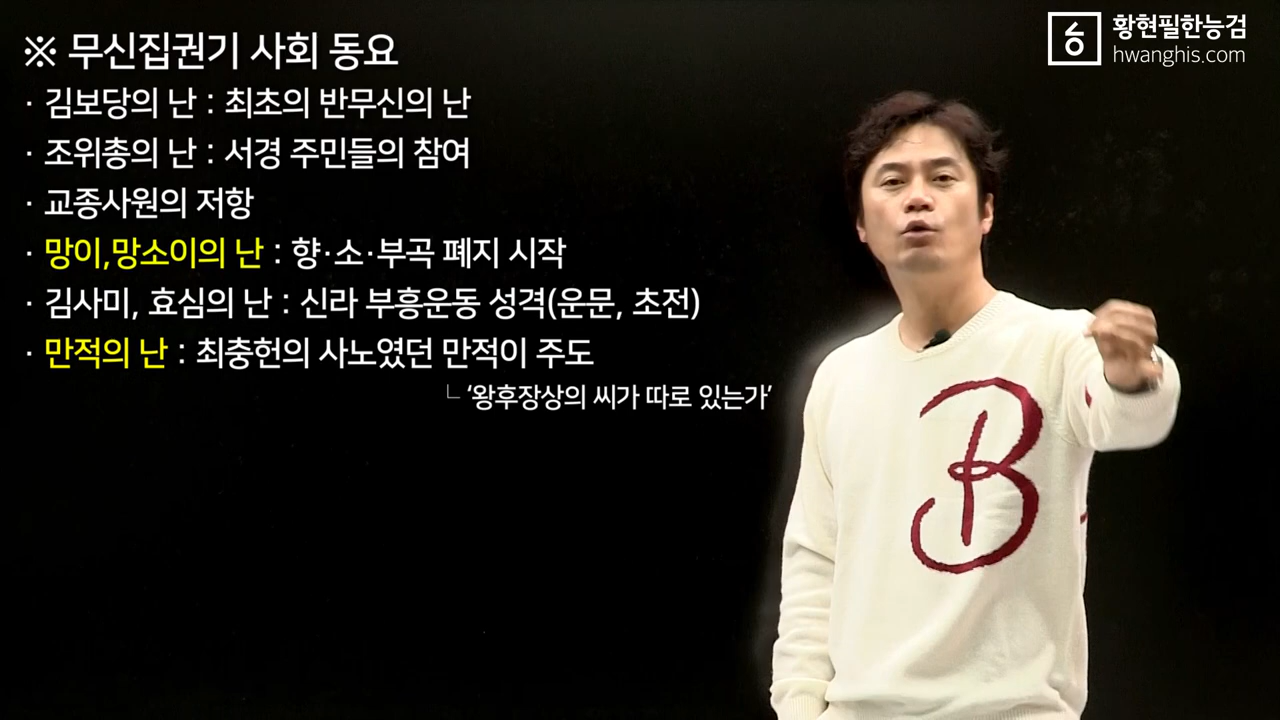 ※ 무신집권기 사회 동요
· 김보당의 난 : 최초의 반무신의 난
· 조위총의 난 : 서경 주민들의 참여
· 교종사원의 저항
· 망이,망소이의 난 : 향·소·부곡 폐지 시작
· 김사미, 효심의 난 : 신라 부흥운동 성격(운문, 초전)
· 만적의 난 : 최충헌의 사노였던 만적이 주도
└ ‘왕후장상의 씨가 따로 있는가’
황현필한능검
hwanghis.com
B